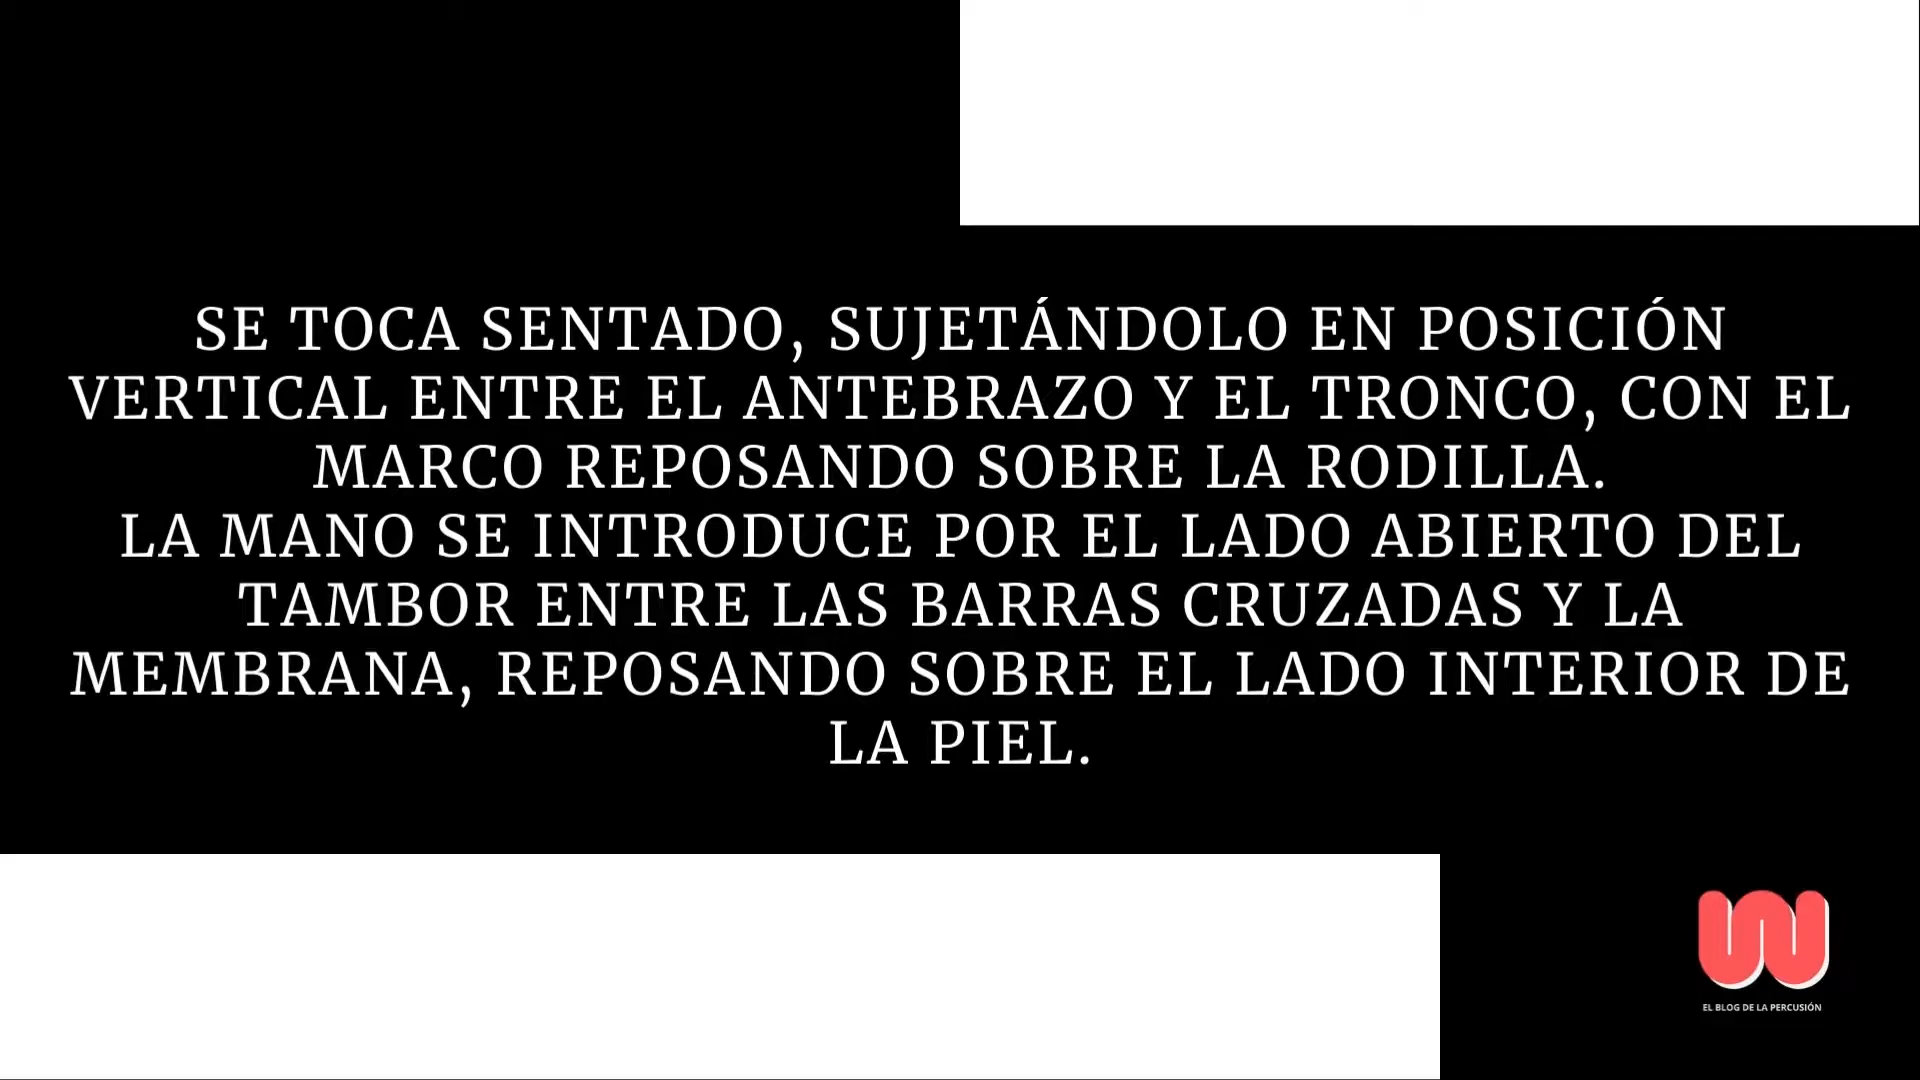 SE TOCA SENTADO, SUJETÁNDOLO EN POSICIÓN
VERTICAL ENTRE EL ANTEBRAZO Y EL TRONCO, CON EL
MARCO REPOSANDO SOBRE LA RODILLA.
LA MANO SE INTRODUCE POR EL LADO ABIERTO DEL
TAMBOR ENTRE LAS BARRAS CRUZADAS Y LA
MEMBRANA, REPOSANDO SOBRE EL LADO INTERIOR DE
LA PIEL.
EL BLOG DE LA PERCUSIÓN